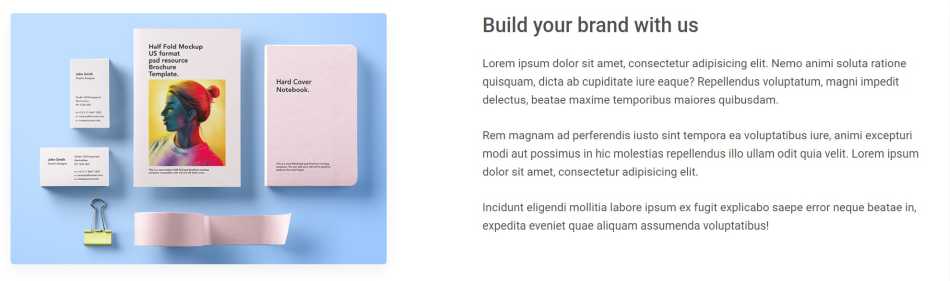 Half Fold Mockup
US format
psd resource
Brochure
Template.
Hard Cover
Notebook.
John Smith
John Smith
Build your brand with us
Lorem ipsum dolor sit amet, consectetur adipisicing elit. Nemo animi soluta ratione
quisquam, dicta ab cupiditate iure eaque? Repellendus voluptatum, magni impedit
delectus, beatae maxime temporibus maiores quibusdam.
Rem magnam ad perferendis iusto sint tempora ea voluptatibus iure, animi excepturi
modi aut possimus in hic molestias repellendus illo ullam odit quia velit. Lorem ipsum
dolor sit amet, consectetur adipisicing elit.
Incidunt eligendi mollitia labore ipsum ex fugit explicabo saepe error neque beatae in,
expedita eveniet quae aliquam assumenda voluptatibus!